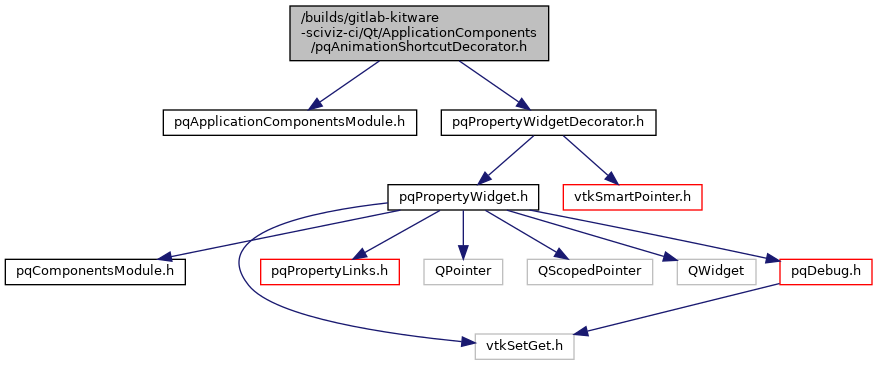 /builds/gitlab-kitware
-sciviz-ci/Qt/ApplicationComponents
/pqAnimationShortcutDecorator.h
pqApplicationComponentsModule.h
pqPropertyWidgetDecorator.h
pqPropertyWidget.h
vtkSmartPointer.h
pqComponentsModule.h
pqPropertyLinks.h
QPointer
QScopedPointer
QWidget
pqDebug.h
vtkSetGet.h